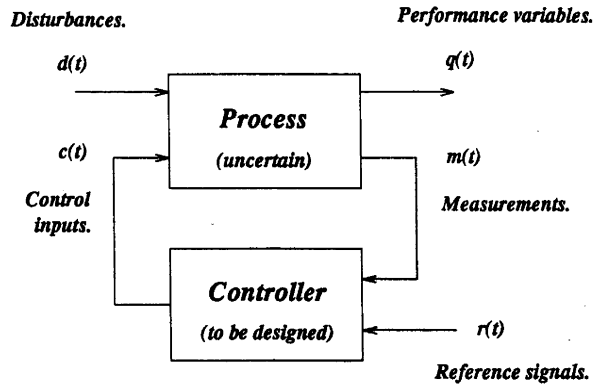 Disturbances.
Performance variables.
d(t)
q(t)
Process
(uncertain)
c(t)
m(t)
Control
inputs.
Measurements.
Controller
(to be designed)
r(t)
Reference signals.